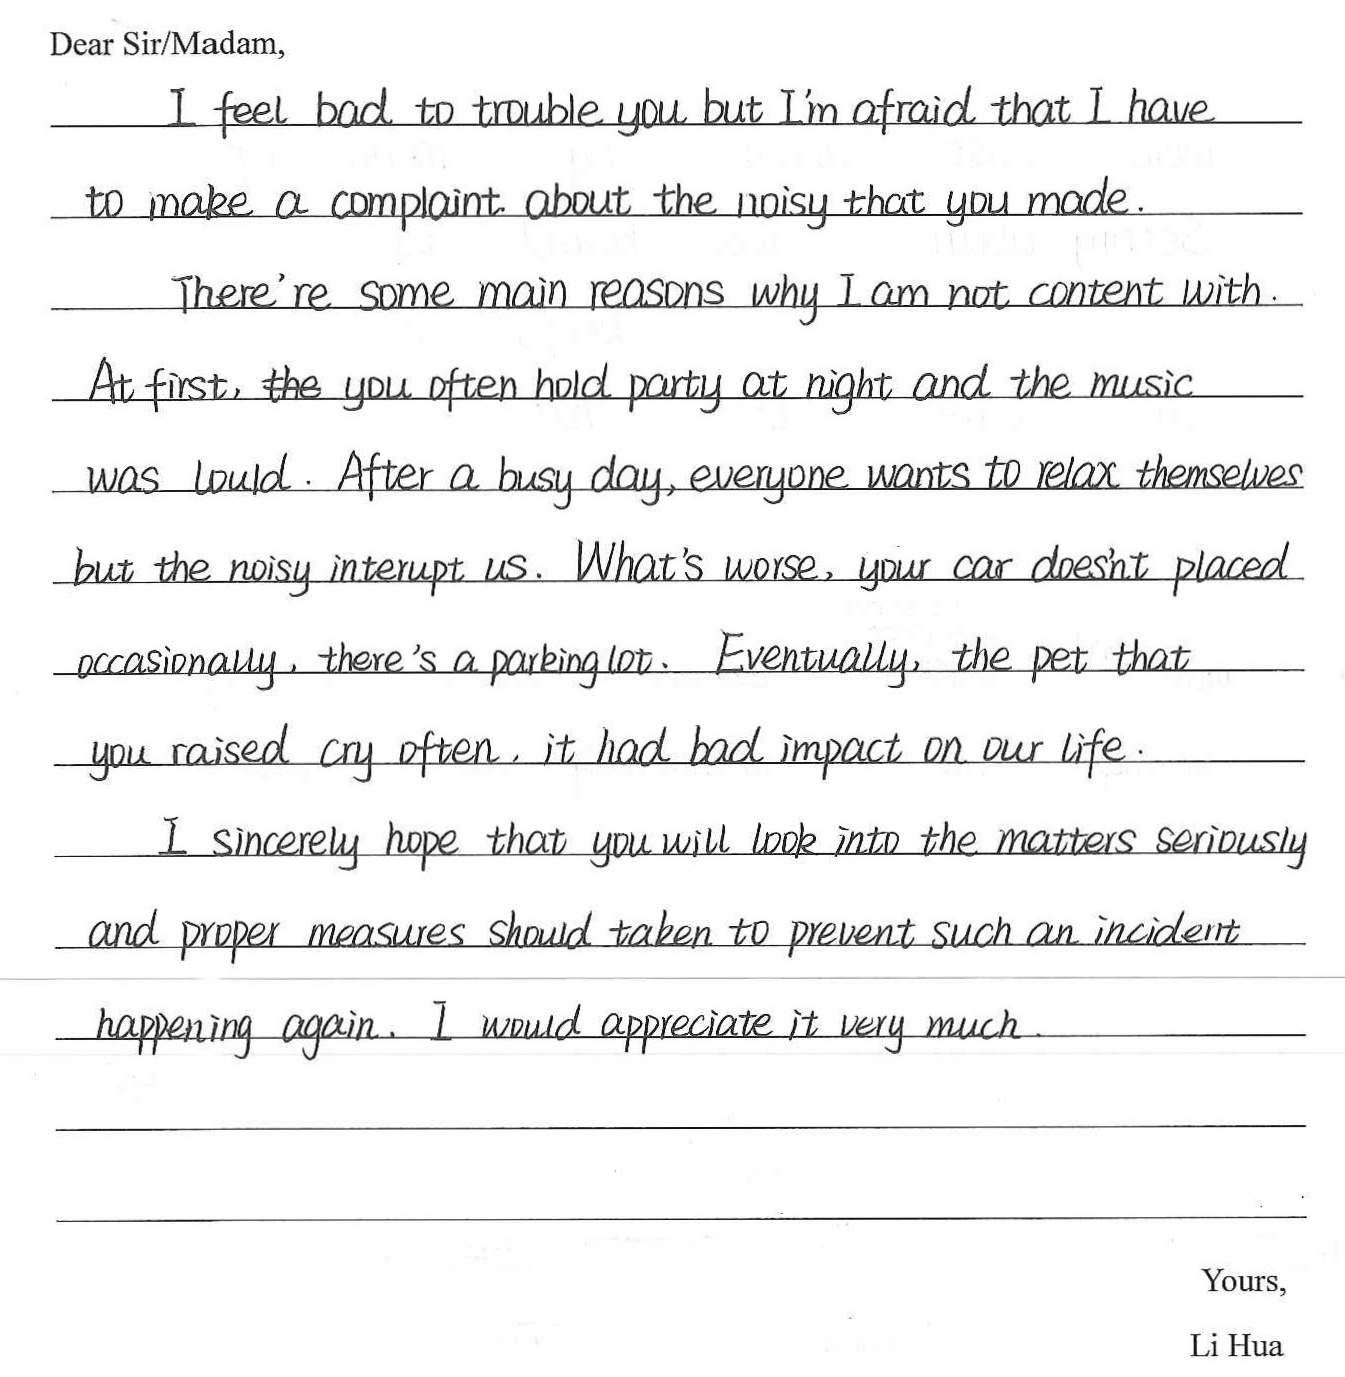 Dear Sir/Madam,
I feel bad to trouble you but I'm afraid that I have
to make a complaint about the noisy that you made.
There're some main reasons why I am not content with.
At first, the you often hold party at night and the music
was lould. After a busy day, everyone wants to relax themselves
but the noisy interupt us. What's worse, your car does'nt placed
occasionally, there's a parking lot. Eventually, the pet that
you raised cry often, it had bad impact on our life.
I sincerely hope that you will look into the matters seriously
and proper measures should taken to prevent such an incident
happening again. I would appreciate it very much.
Yours,
Li Hua